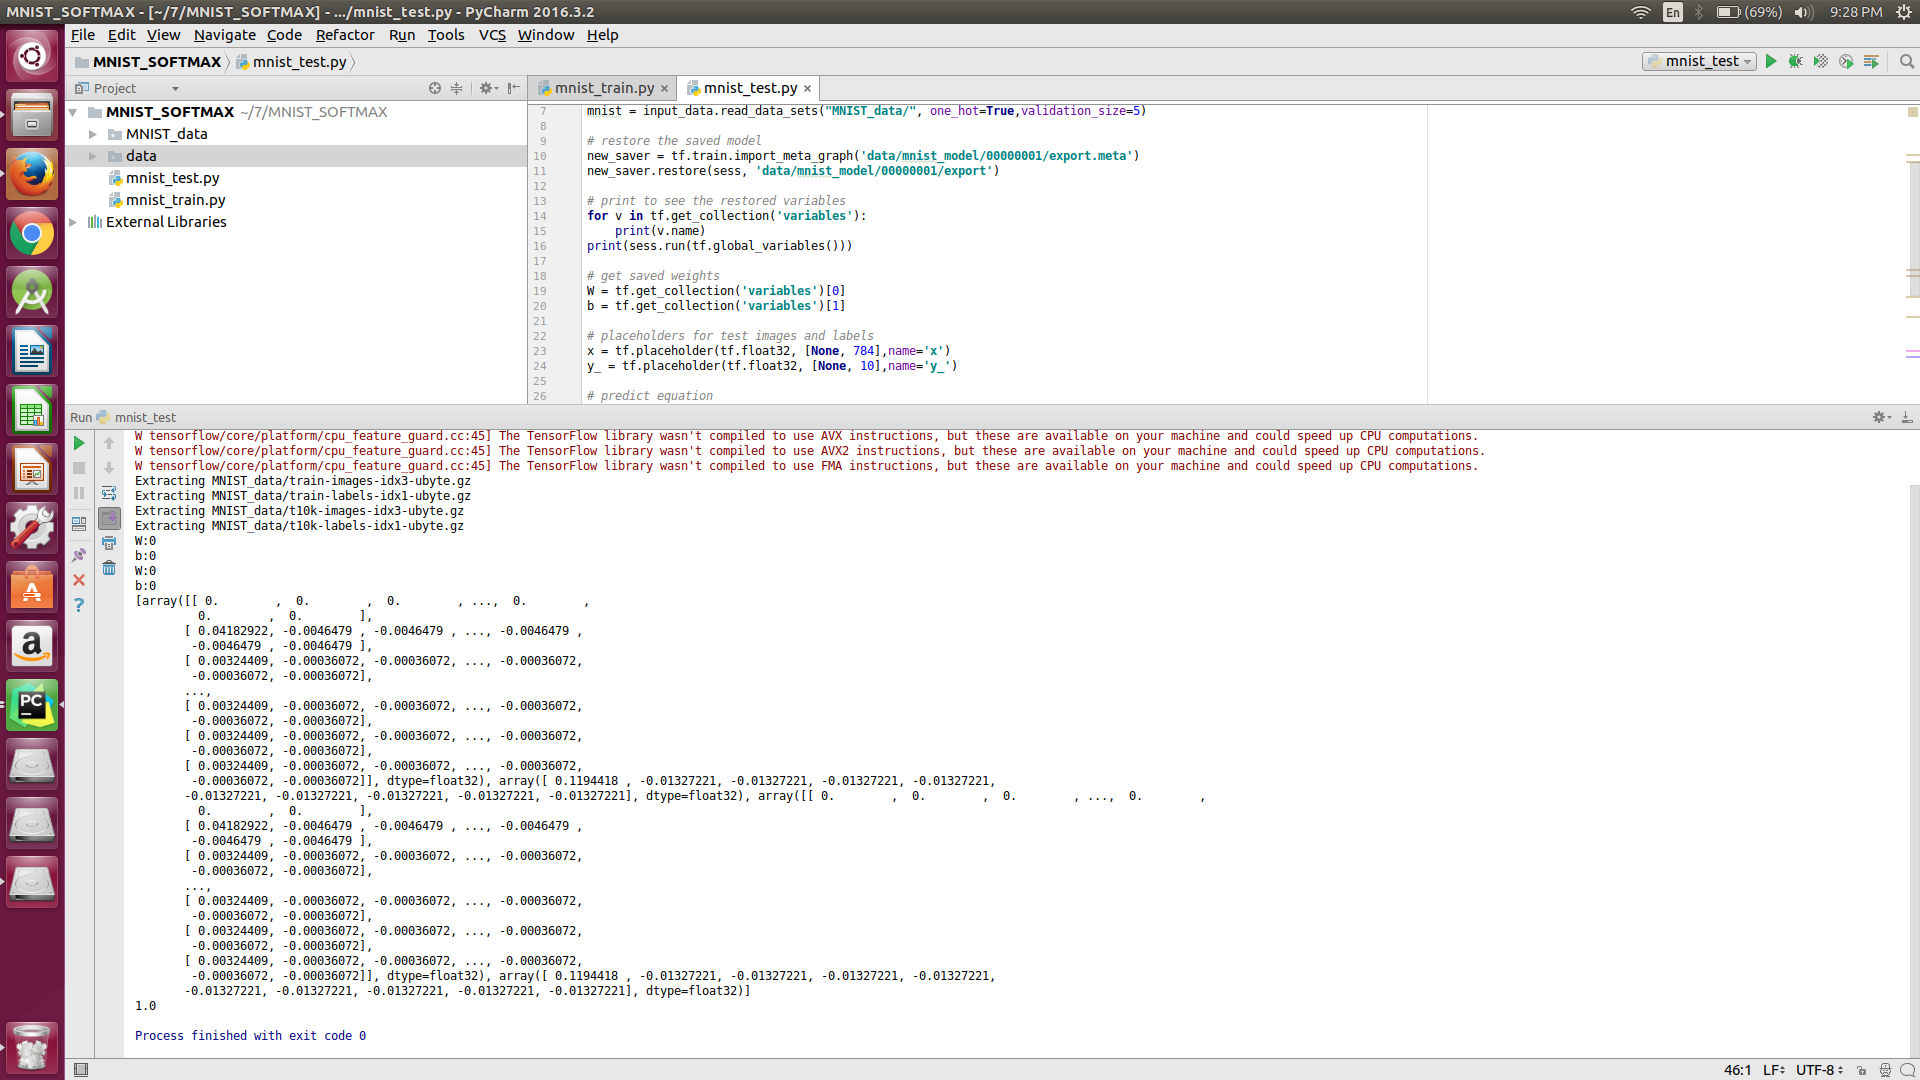 MNIST_SOFTMAX - [~/7/MNIST_SOFTMAX] - .../mnist_test.py - PyCharm 2016.3.2
En (69%) 9:28 PM
File Edit View Navigate Code Refactor Run Tools VCS Window Help
MNIST_SOFTMAX mnist_test.py mnist_test
Project
mnist_train.py × mnist_test.py ×
MNIST_SOFTMAX ~/7/MNIST_SOFTMAX
MNIST_data
data
mnist_test.py
mnist_train.py
External Libraries
7 mnist = input_data.read_data_sets("MNIST_data/", one_hot=True,validation_size=5)
8
9 # restore the saved model
10 new_saver = tf.train.import_meta_graph('data/mnist_model/00000001/export.meta')
11 new_saver.restore(sess, 'data/mnist_model/00000001/export')
12
13 # print to see the restored variables
14 for v in tf.get_collection('variables'):
15     print(v.name)
16 print(sess.run(tf.global_variables()))
17
18 # get saved weights
19 W = tf.get_collection('variables')[0]
20 b = tf.get_collection('variables')[1]
21
22 # placeholders for test images and labels
23 x = tf.placeholder(tf.float32, [None, 784],name='x')
24 y_ = tf.placeholder(tf.float32, [None, 10],name='y_')
25
26 # predict equation
Run mnist_test
W tensorflow/core/platform/cpu_feature_guard.cc:45] The TensorFlow library wasn't compiled to use AVX instructions, but these are available on your machine and could speed up CPU computations.
W tensorflow/core/platform/cpu_feature_guard.cc:45] The TensorFlow library wasn't compiled to use AVX2 instructions, but these are available on your machine and could speed up CPU computations.
W tensorflow/core/platform/cpu_feature_guard.cc:45] The TensorFlow library wasn't compiled to use FMA instructions, but these are available on your machine and could speed up CPU computations.
Extracting MNIST_data/train-images-idx3-ubyte.gz
Extracting MNIST_data/train-labels-idx1-ubyte.gz
Extracting MNIST_data/t10k-images-idx3-ubyte.gz
Extracting MNIST_data/t10k-labels-idx1-ubyte.gz
W:0
b:0
W:0
b:0
[array([[ 0.        ,  0.        ,  0.        , ...,  0.        ,
         0.        ,  0.        ],
       [ 0.04182922, -0.0046479 , -0.0046479 , ..., -0.0046479 ,
        -0.0046479 , -0.0046479 ],
       [ 0.00324409, -0.00036072, -0.00036072, ..., -0.00036072,
        -0.00036072, -0.00036072],
       ...,
       [ 0.00324409, -0.00036072, -0.00036072, ..., -0.00036072,
        -0.00036072, -0.00036072],
       [ 0.00324409, -0.00036072, -0.00036072, ..., -0.00036072,
        -0.00036072, -0.00036072],
       [ 0.00324409, -0.00036072, -0.00036072, ..., -0.00036072,
        -0.00036072, -0.00036072]], dtype=float32), array([ 0.1194418 , -0.01327221, -0.01327221, -0.01327221, -0.01327221,
       -0.01327221, -0.01327221, -0.01327221, -0.01327221, -0.01327221], dtype=float32), array([[ 0.        ,  0.        ,  0.        , ...,  0.        ,
         0.        ,  0.        ],
       [ 0.04182922, -0.0046479 , -0.0046479 , ..., -0.0046479 ,
        -0.0046479 , -0.0046479 ],
       [ 0.00324409, -0.00036072, -0.00036072, ..., -0.00036072,
        -0.00036072, -0.00036072],
       ...,
       [ 0.00324409, -0.00036072, -0.00036072, ..., -0.00036072,
        -0.00036072, -0.00036072],
       [ 0.00324409, -0.00036072, -0.00036072, ..., -0.00036072,
        -0.00036072, -0.00036072],
       [ 0.00324409, -0.00036072, -0.00036072, ..., -0.00036072,
        -0.00036072, -0.00036072]], dtype=float32), array([ 0.1194418 , -0.01327221, -0.01327221, -0.01327221, -0.01327221,
       -0.01327221, -0.01327221, -0.01327221, -0.01327221, -0.01327221], dtype=float32)]
1.0
Process finished with exit code 0
46:1 LF UTF-8
PC
a